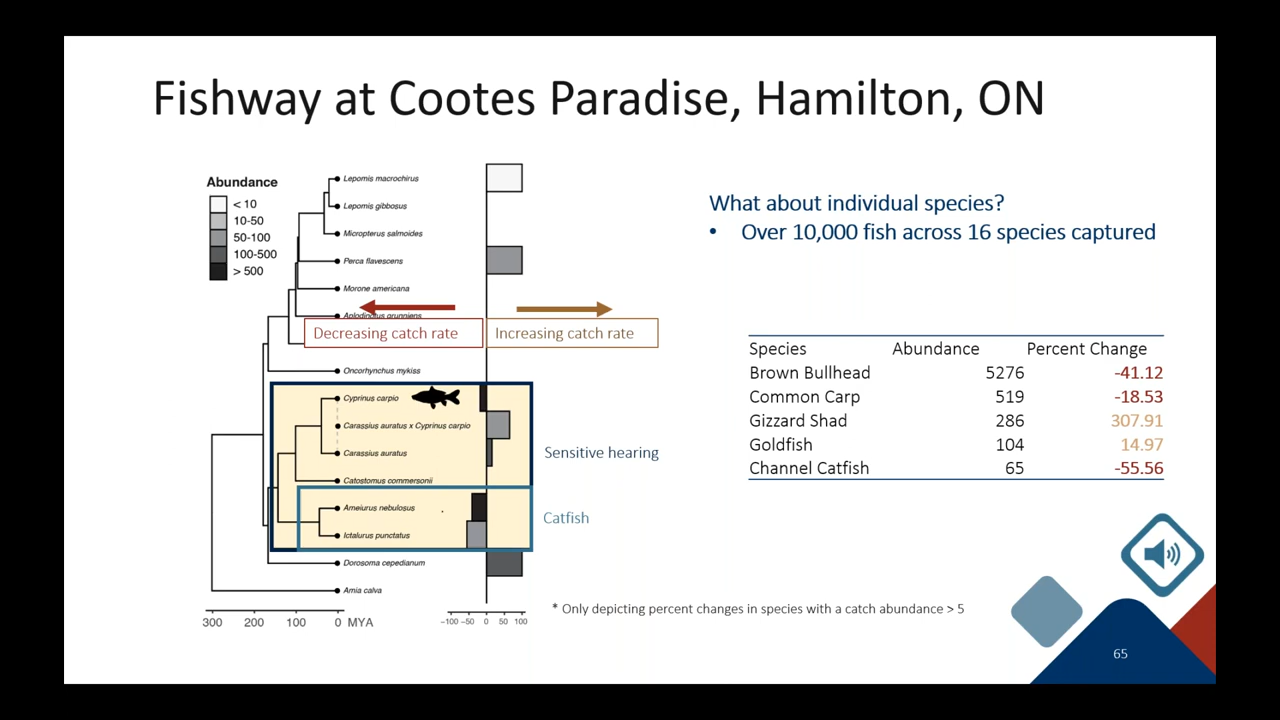 Fishway at Cootes Paradise, Hamilton, ON
Abundance
< 10
10-50
50-100
100-500
> 500
Lepomis macrochirus
Lepomis gibbosus
Micropterus salmoides
Perca flavescens
Morone americana
Aplodinotus grunniens
Decreasing catch rate
Increasing catch rate
Oncorhynchus mykiss
Cyprinus carpio
Carassius auratus x Cyprinus carpio
Carassius auratus
Catostomus commersonii
Ameiurus nebulosus
Ictalurus punctatus
Dorosoma cepedianum
Amia calva
300 200 100 0 MYA
−100 −50 0 50 100
Sensitive hearing
Catfish
What about individual species?
• Over 10,000 fish across 16 species captured
Species Abundance Percent Change
Brown Bullhead 5276 -41.12
Common Carp 519 -18.53
Gizzard Shad 286 307.91
Goldfish 104 14.97
Channel Catfish 65 -55.56
* Only depicting percent changes in species with a catch abundance > 5
65